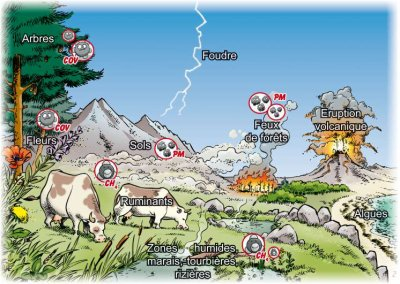 Arbres
COV
Foudre
COV
Fleurs
PM
Feux
de forêts
Eruption
volcanique
Sols
PM
CH
Ruminants
Algues
Zones humides
marais, tourbières
rizières
CH